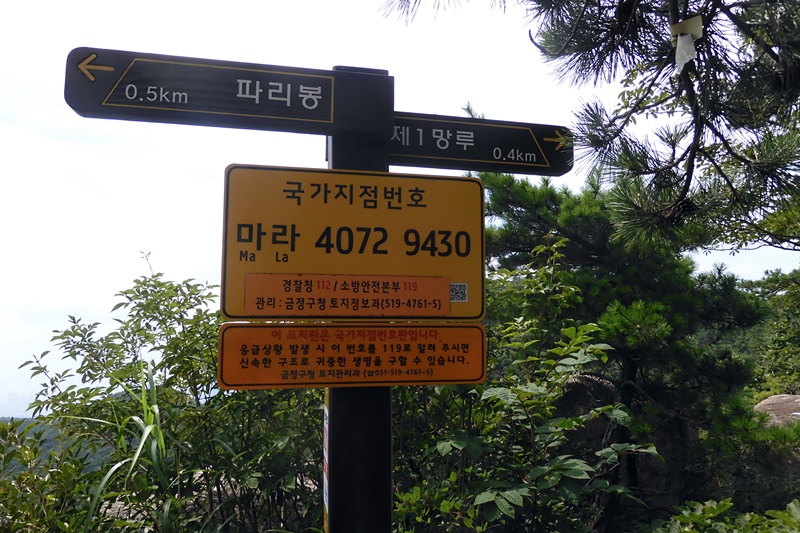 0.5km 파리봉
제1망루 0.4km
국가지점번호
마라 4072 9430
Ma La
경찰청 112 / 소방안전본부 119
관리 : 금정구청 토지정보과(519-4761~5)
이 표지판은 국가지점번호판입니다
응급상황 발생 시 이 번호를 119로 알려 주시면
신속한 구조로 귀중한 생명을 구할 수 있습니다.
금정구청 토지관리과 (☎051-519-4761~5)